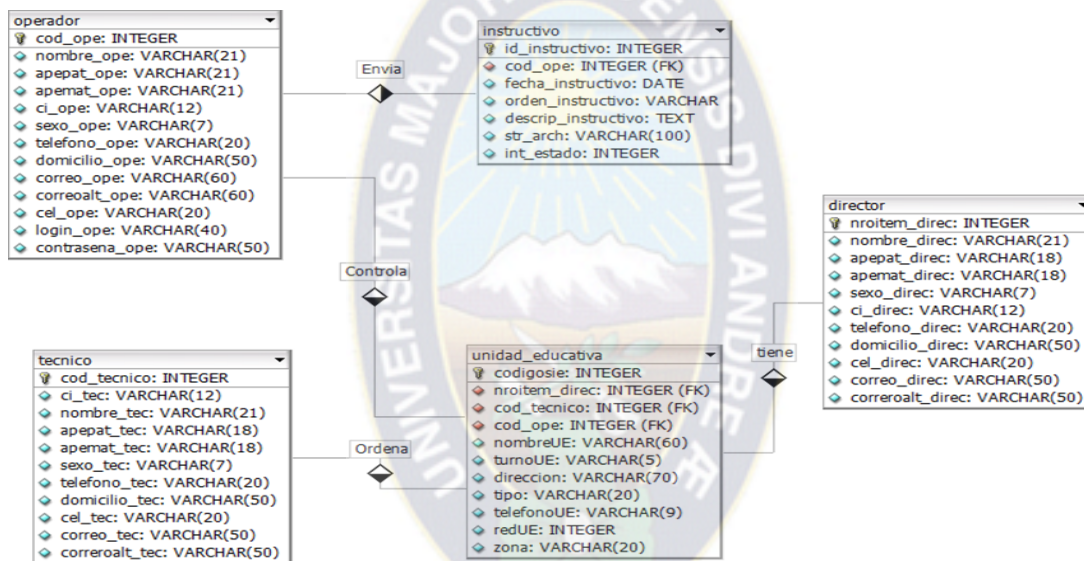 operador
cod_ope: INTEGER
nombre_ope: VARCHAR(21)
apepat_ope: VARCHAR(21)
apemat_ope: VARCHAR(21)
ci_ope: VARCHAR(12)
sexo_ope: VARCHAR(7)
telefono_ope: VARCHAR(20)
domicilio_ope: VARCHAR(50)
correo_ope: VARCHAR(60)
correoalt_ope: VARCHAR(60)
cel_ope: VARCHAR(20)
login_ope: VARCHAR(40)
contrasena_ope: VARCHAR(50)
Envia
instructivo
id_instructivo: INTEGER
cod_ope: INTEGER (FK)
fecha_instructivo: DATE
orden_instructivo: VARCHAR
descrip_instructivo: TEXT
str_arch: VARCHAR(100)
int_estado: INTEGER
Controla
director
nroitem_direc: INTEGER
nombre_direc: VARCHAR(21)
apepat_direc: VARCHAR(18)
apemat_direc: VARCHAR(18)
sexo_direc: VARCHAR(7)
ci_direc: VARCHAR(12)
telefono_direc: VARCHAR(20)
domicilio_direc: VARCHAR(50)
cel_direc: VARCHAR(20)
correo_direc: VARCHAR(50)
correroalt_direc: VARCHAR(50)
tecnico
cod_tecnico: INTEGER
ci_tec: VARCHAR(12)
nombre_tec: VARCHAR(21)
apepat_tec: VARCHAR(18)
apemat_tec: VARCHAR(18)
sexo_tec: VARCHAR(7)
telefono_tec: VARCHAR(20)
domicilio_tec: VARCHAR(50)
cel_tec: VARCHAR(20)
correo_tec: VARCHAR(50)
correroalt_tec: VARCHAR(50)
Ordena
unidad_educativa
codigosie: INTEGER
nroitem_direc: INTEGER (FK)
cod_tecnico: INTEGER (FK)
cod_ope: INTEGER (FK)
nombreUE: VARCHAR(60)
turnoUE: VARCHAR(5)
direccion: VARCHAR(70)
tipo: VARCHAR(20)
telefonoUE: VARCHAR(9)
redUE: INTEGER
zona: VARCHAR(20)
tiene
UNIVERSITAS MAJOR
ENSIS DIVI ANDRE Æ